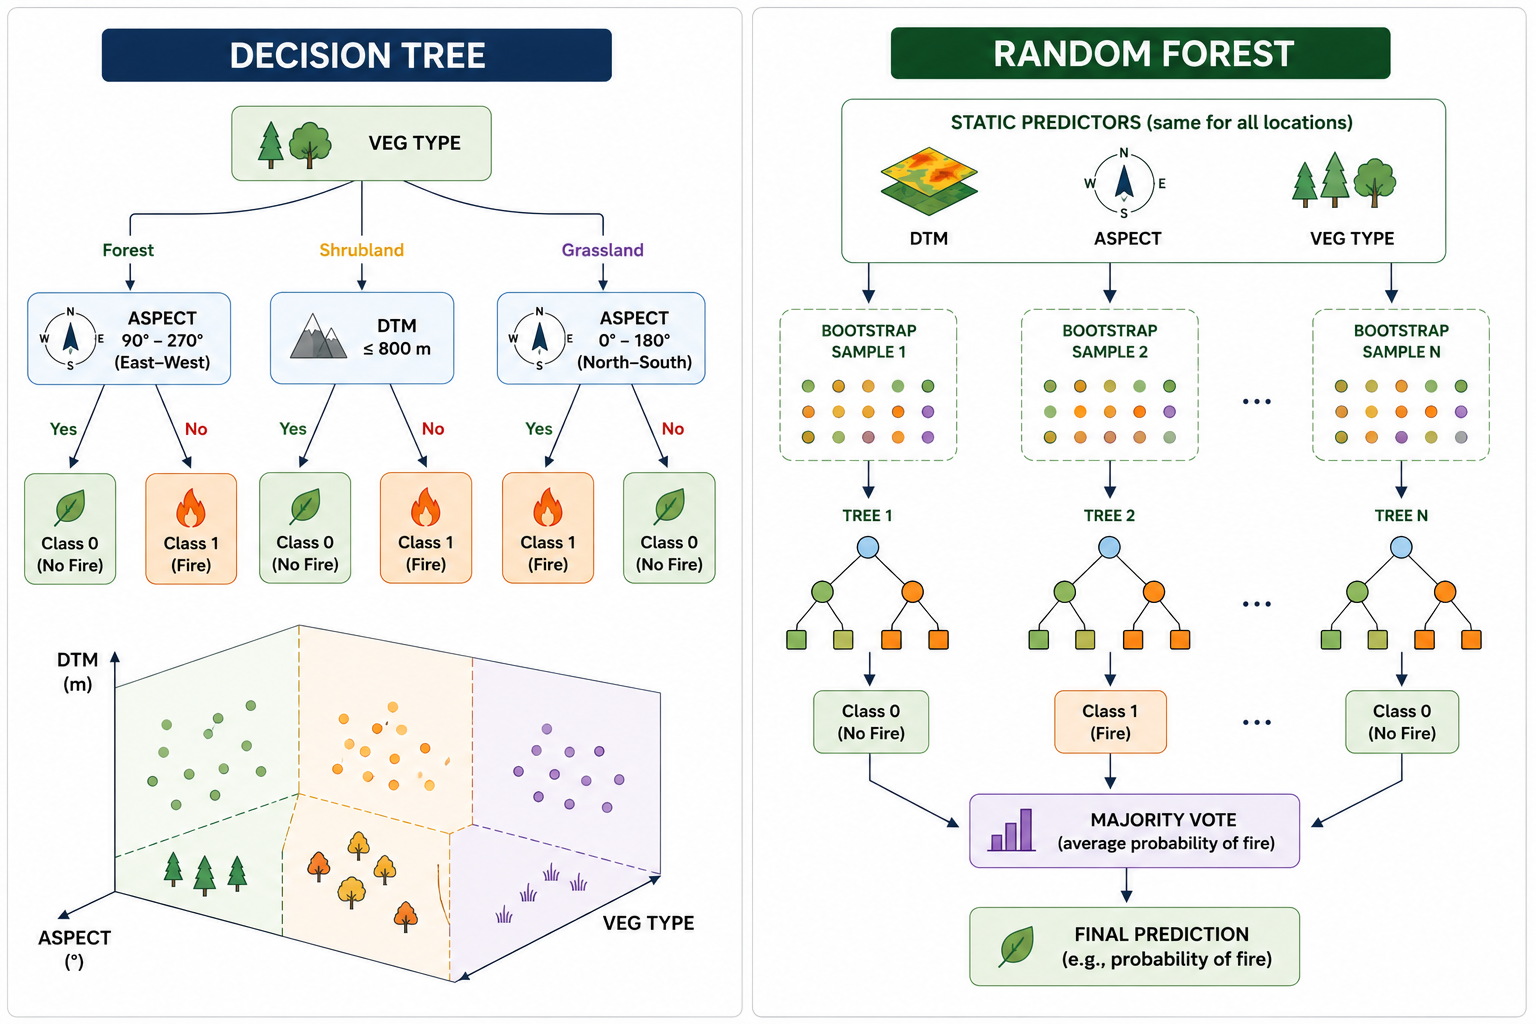 DECISION TREE
VEG TYPE
Forest
Shrubland
Grassland
N
W
E
S
ASPECT
90° – 270°
(East–West)
DTM
≤ 800 m
N
W
E
S
ASPECT
0° – 180°
(North–South)
Yes
No
Yes
No
Yes
No
Class 0
(No Fire)
Class 1
(Fire)
Class 0
(No Fire)
Class 1
(Fire)
Class 1
(Fire)
Class 0
(No Fire)
DTM
(m)
ASPECT
(°)
VEG TYPE
RANDOM FOREST
STATIC PREDICTORS (same for all locations)
N
W
E
S
DTM
ASPECT
VEG TYPE
BOOTSTRAP
SAMPLE 1
BOOTSTRAP
SAMPLE 2
BOOTSTRAP
SAMPLE N
...
TREE 1
TREE 2
TREE N
...
Class 0
(No Fire)
Class 1
(Fire)
...
Class 0
(No Fire)
MAJORITY VOTE
(average probability of fire)
FINAL PREDICTION
(e.g., probability of fire)